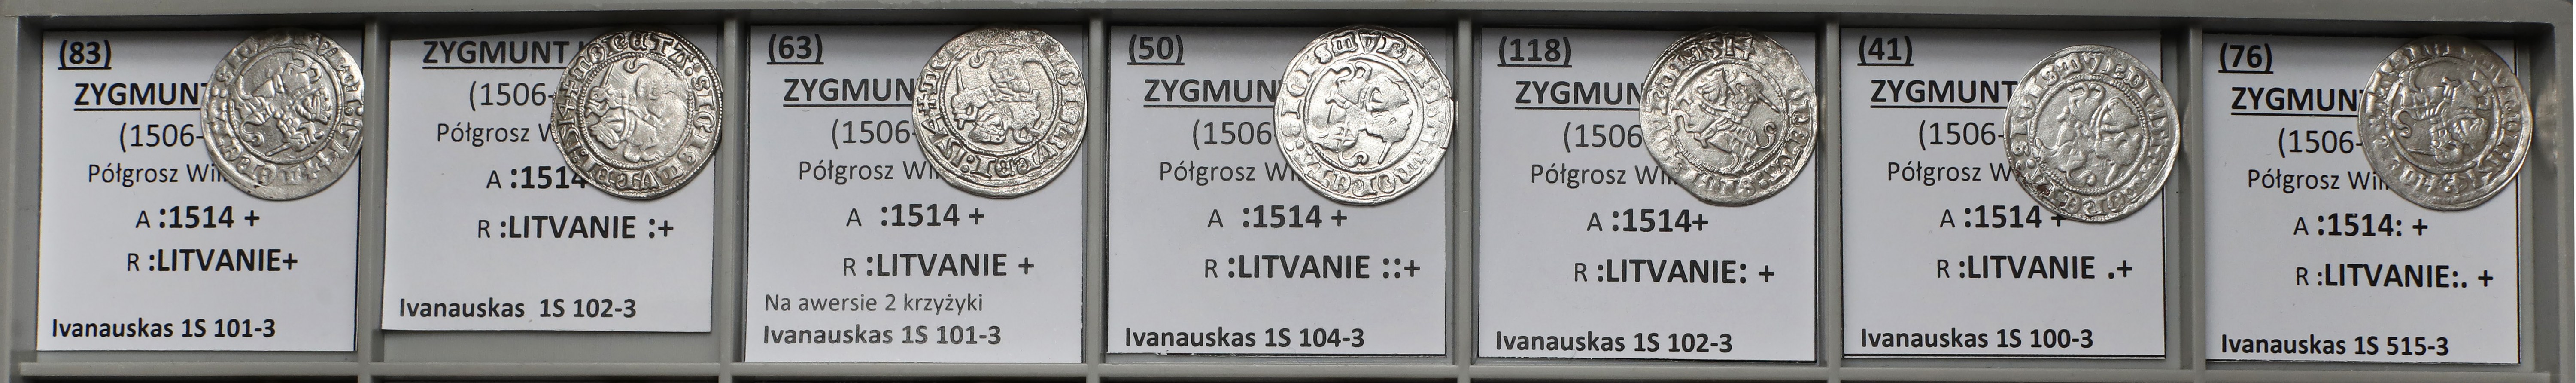 (83)
ZYGMUNT
(1506-
Półgrosz Wil
A :1514 +
R :LITVANIE+
Ivanauskas 1S 101-3
ZYGMUNT I
(1506-
Półgrosz W
A :1514
R :LITVANIE :+
Ivanauskas 1S 102-3
(63)
ZYGMUN
(1506-
Półgrosz Wi
A :1514 +
R :LITVANIE +
Na awersie 2 krzyżyki
Ivanauskas 1S 101-3
(50)
ZYGMUN
(1506
Półgrosz Wi
A :1514 +
R :LITVANIE ::+
Ivanauskas 1S 104-3
(118)
ZYGMUN
(1506
Półgrosz Wi
A :1514+
R :LITVANIE: +
Ivanauskas 1S 102-3
(41)
ZYGMUNT
(1506-
Półgrosz W
A :1514 +
R :LITVANIE .+
Ivanauskas 1S 100-3
(76)
ZYGMUN
(1506-
Półgrosz Wil
A :1514: +
R :LITVANIE:. +
Ivanauskas 1S 515-3